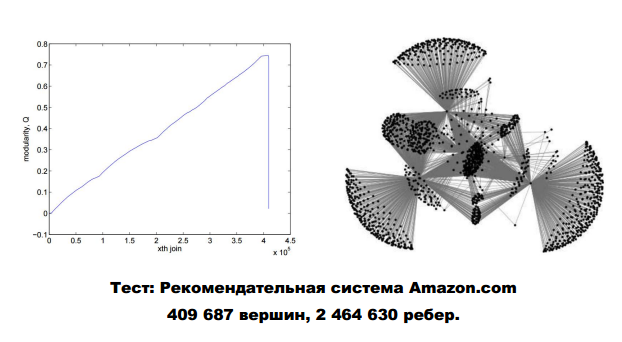 0.8
0.7
0.6
0.5
0.4
0.3
0.2
0.1
0
−0.1
modularity, Q
0 0.5 1 1.5 2 2.5 3 3.5 4 4.5
xth join
x 10⁵
Тест: Рекомендательная система Amazon.com
409 687 вершин, 2 464 630 ребер.